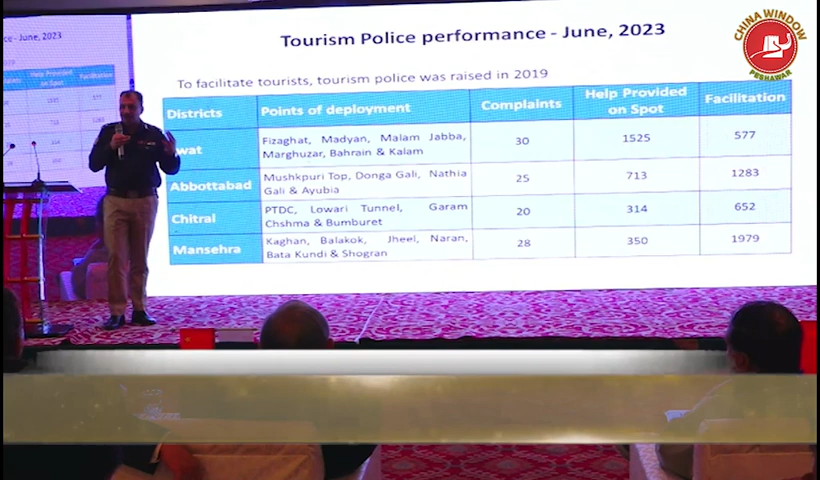 CHINA WINDOW
PESHAWAR
ce - June, 2023
Tourism Police performance - June, 2023
To facilitate tourists, tourism police was raised in 2019
Help Provided
Facilitation
on Spot
Districts Points of deployment Complaints Help Provided on Spot Facilitation
wat Fizaghat, Madyan, Malam Jabba, 30 1525 577
Marghuzar, Bahrain & Kalam
Abbottabad Mushkpuri Top, Donga Gali, Nathia 25 713 1283
Gali & Ayubia
Chitral PTDC, Lowari Tunnel, Garam 20 314 652
Chshma & Bumburet
Mansehra Kaghan, Balakok, Jheel, Naran, 28 350 1979
Bata Kundi & Shogran